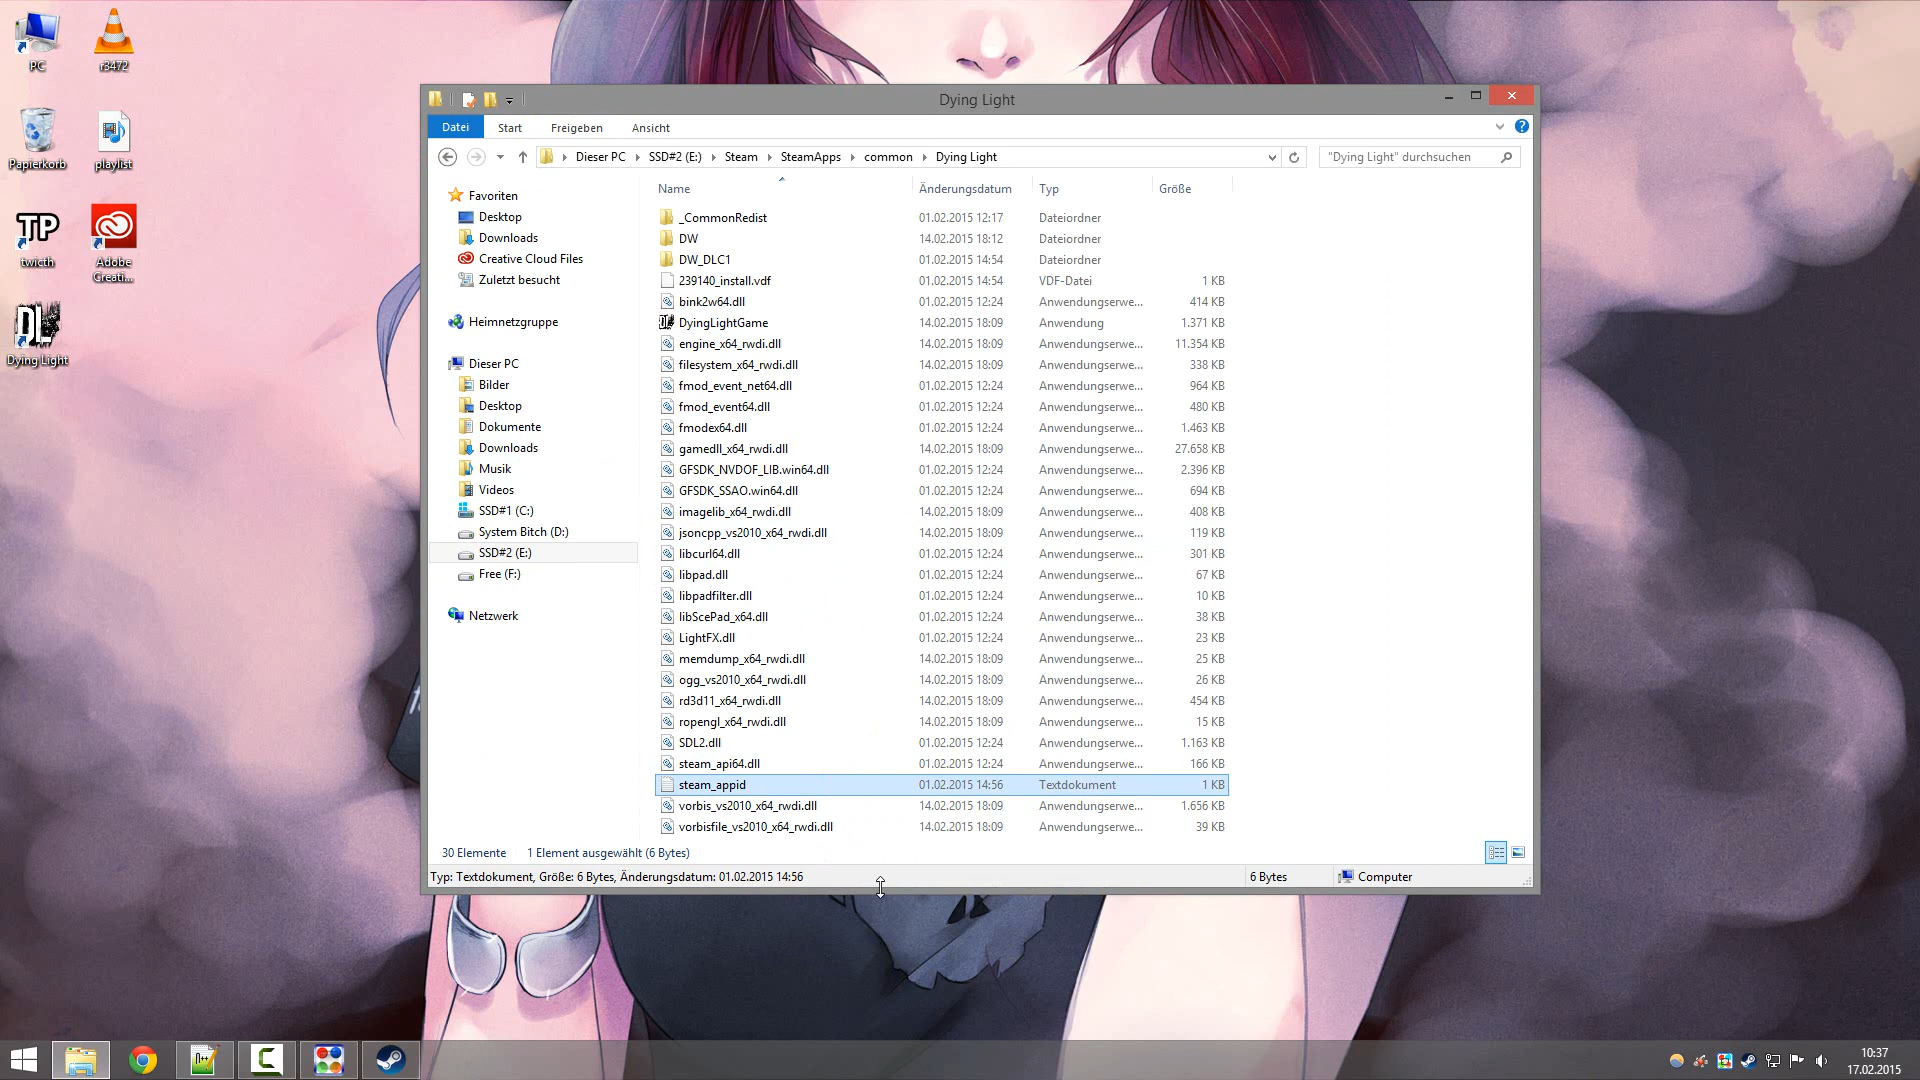 PC
r3472
Papierkorb
playlist
TP
twicth
Adobe
Creati...
DL
Dying Light
Dying Light
Datei Start Freigeben Ansicht
Dieser PC SSD#2 (E:) Steam SteamApps common Dying Light
"Dying Light" durchsuchen
Favoriten
Desktop
Downloads
Creative Cloud Files
Zuletzt besucht
Heimnetzgruppe
Dieser PC
Bilder
Desktop
Dokumente
Downloads
Musik
Videos
SSD#1 (C:)
System Bitch (D:)
SSD#2 (E:)
Free (F:)
Netzwerk
Name Änderungsdatum Typ Größe
_CommonRedist 01.02.2015 12:17 Dateiordner
DW 14.02.2015 18:12 Dateiordner
DW_DLC1 01.02.2015 14:54 Dateiordner
239140_install.vdf 01.02.2015 14:54 VDF-Datei 1 KB
bink2w64.dll 01.02.2015 12:24 Anwendungserwe... 414 KB
DyingLightGame 14.02.2015 18:09 Anwendung 1.371 KB
engine_x64_rwdi.dll 14.02.2015 18:09 Anwendungserwe... 11.354 KB
filesystem_x64_rwdi.dll 14.02.2015 18:09 Anwendungserwe... 338 KB
fmod_event_net64.dll 01.02.2015 12:24 Anwendungserwe... 964 KB
fmod_event64.dll 01.02.2015 12:24 Anwendungserwe... 480 KB
fmodex64.dll 01.02.2015 12:24 Anwendungserwe... 1.463 KB
gamedll_x64_rwdi.dll 14.02.2015 18:09 Anwendungserwe... 27.658 KB
GFSDK_NVDOF_LIB.win64.dll 01.02.2015 12:24 Anwendungserwe... 2.396 KB
GFSDK_SSAO.win64.dll 01.02.2015 12:24 Anwendungserwe... 694 KB
imagelib_x64_rwdi.dll 14.02.2015 18:09 Anwendungserwe... 408 KB
jsoncpp_vs2010_x64_rwdi.dll 14.02.2015 18:09 Anwendungserwe... 119 KB
libcurl64.dll 01.02.2015 12:24 Anwendungserwe... 301 KB
libpad.dll 01.02.2015 12:24 Anwendungserwe... 67 KB
libpadfilter.dll 01.02.2015 12:24 Anwendungserwe... 10 KB
libScePad_x64.dll 01.02.2015 12:24 Anwendungserwe... 38 KB
LightFX.dll 01.02.2015 12:24 Anwendungserwe... 23 KB
memdump_x64_rwdi.dll 14.02.2015 18:09 Anwendungserwe... 25 KB
ogg_vs2010_x64_rwdi.dll 14.02.2015 18:09 Anwendungserwe... 26 KB
rd3d11_x64_rwdi.dll 14.02.2015 18:09 Anwendungserwe... 454 KB
ropengl_x64_rwdi.dll 14.02.2015 18:09 Anwendungserwe... 15 KB
SDL2.dll 01.02.2015 12:24 Anwendungserwe... 1.163 KB
steam_api64.dll 01.02.2015 12:24 Anwendungserwe... 166 KB
steam_appid 01.02.2015 14:56 Textdokument 1 KB
vorbis_vs2010_x64_rwdi.dll 14.02.2015 18:09 Anwendungserwe... 1.656 KB
vorbisfile_vs2010_x64_rwdi.dll 14.02.2015 18:09 Anwendungserwe... 39 KB
30 Elemente 1 Element ausgewählt (6 Bytes)
Typ: Textdokument, Größe: 6 Bytes, Änderungsdatum: 01.02.2015 14:56 6 Bytes Computer
10:37
17.02.2015